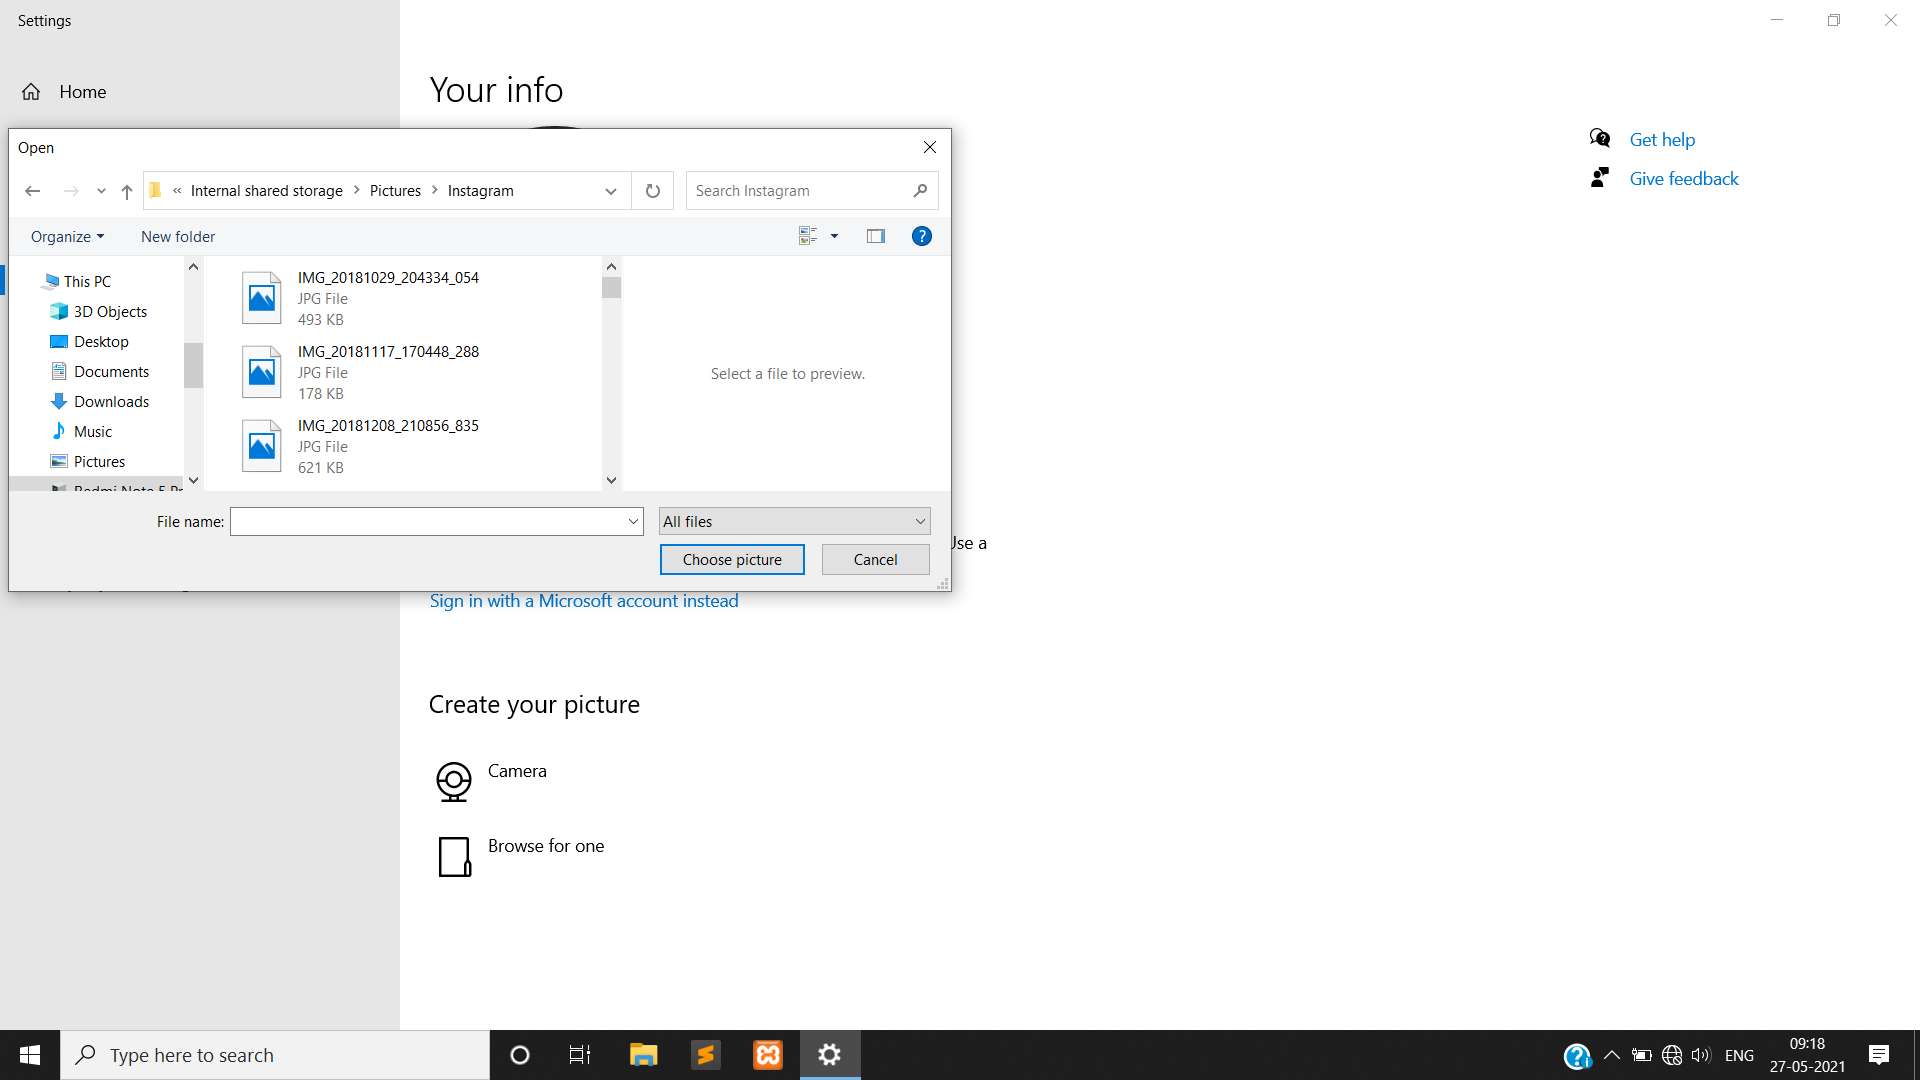 Settings
Home
Your info
Get help
Give feedback
Open
« Internal shared storage > Pictures > Instagram
Search Instagram
Organize
New folder
This PC
3D Objects
Desktop
Documents
Downloads
Music
Pictures
IMG_20181029_204334_054
JPG File
493 KB
IMG_20181117_170448_288
JPG File
178 KB
IMG_20181208_210856_835
JPG File
621 KB
Select a file to preview.
File name:
All files
Choose picture
Cancel
Use a
Sign in with a Microsoft account instead
Create your picture
Camera
Browse for one
Type here to search
ENG
09:18
27-05-2021